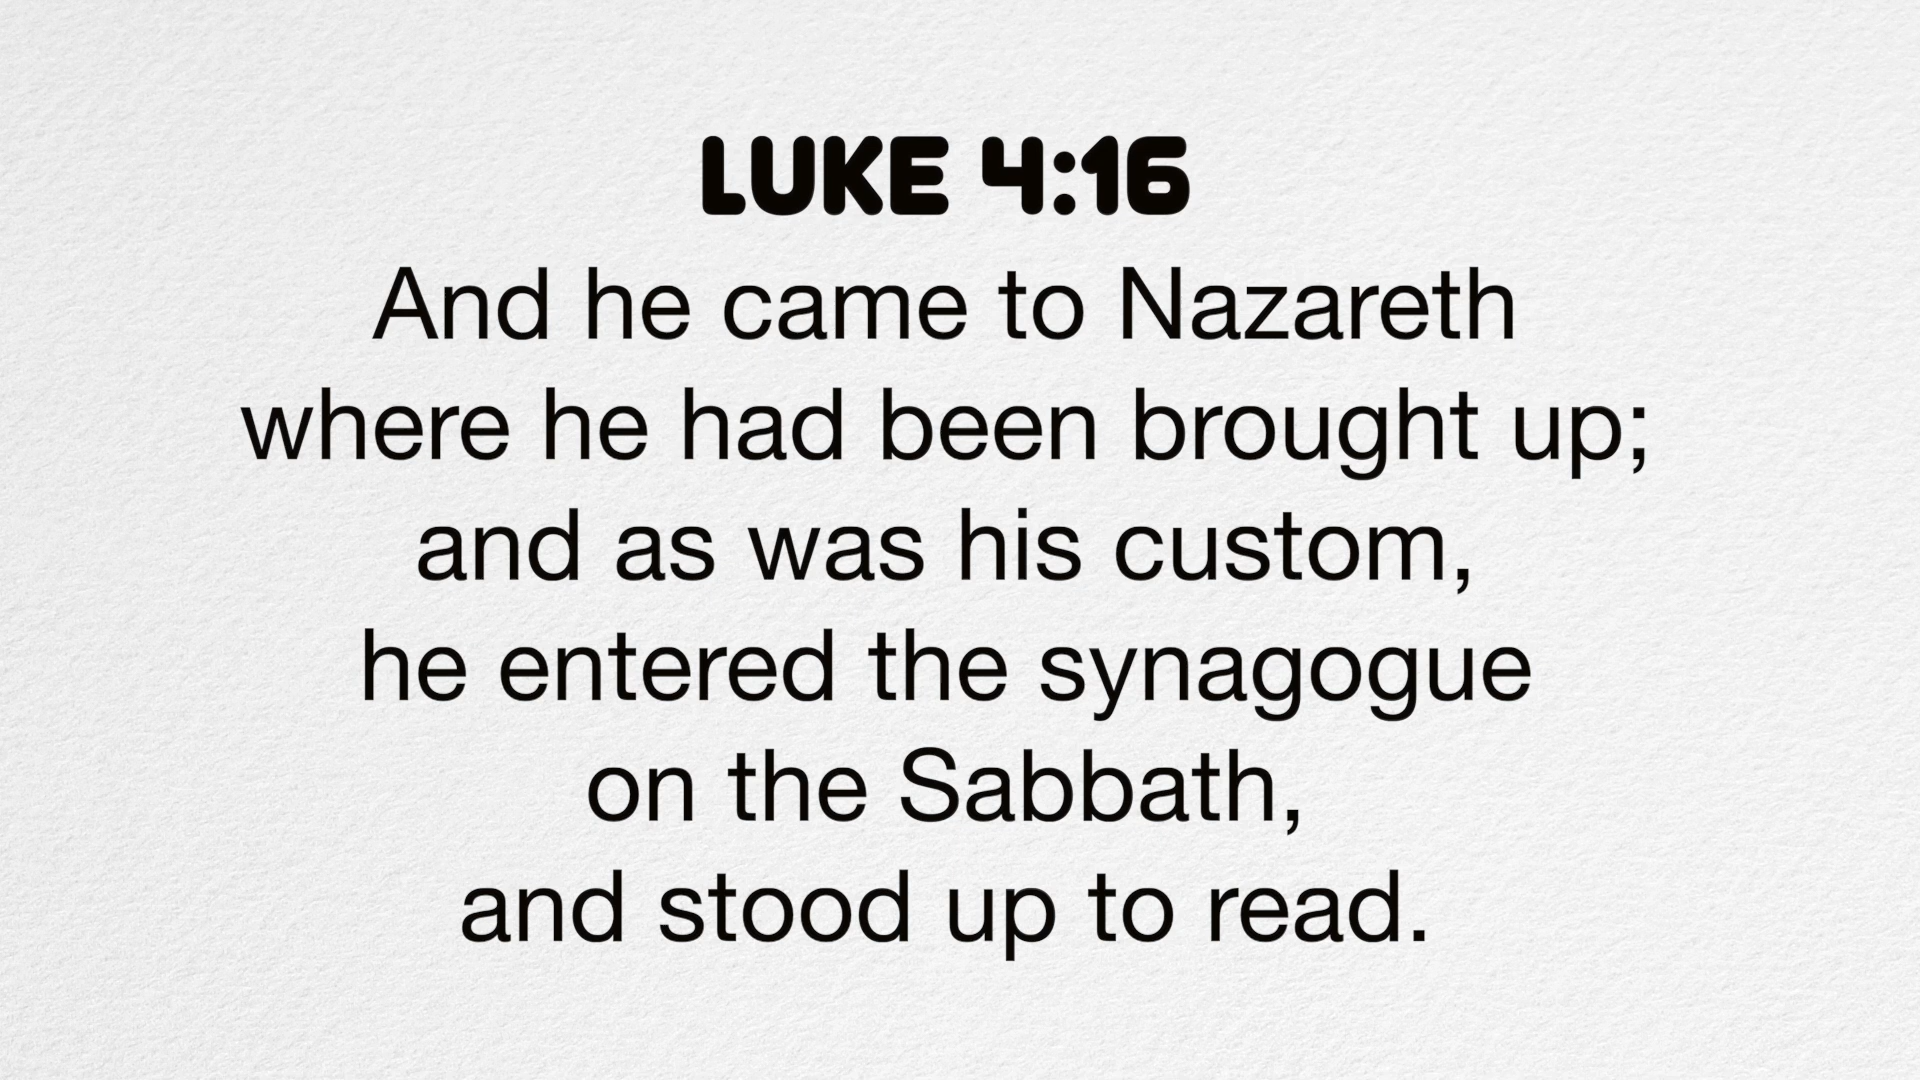 LUKE 4:16
And he came to Nazareth
where he had been brought up;
and as was his custom,
he entered the synagogue
on the Sabbath,
and stood up to read.